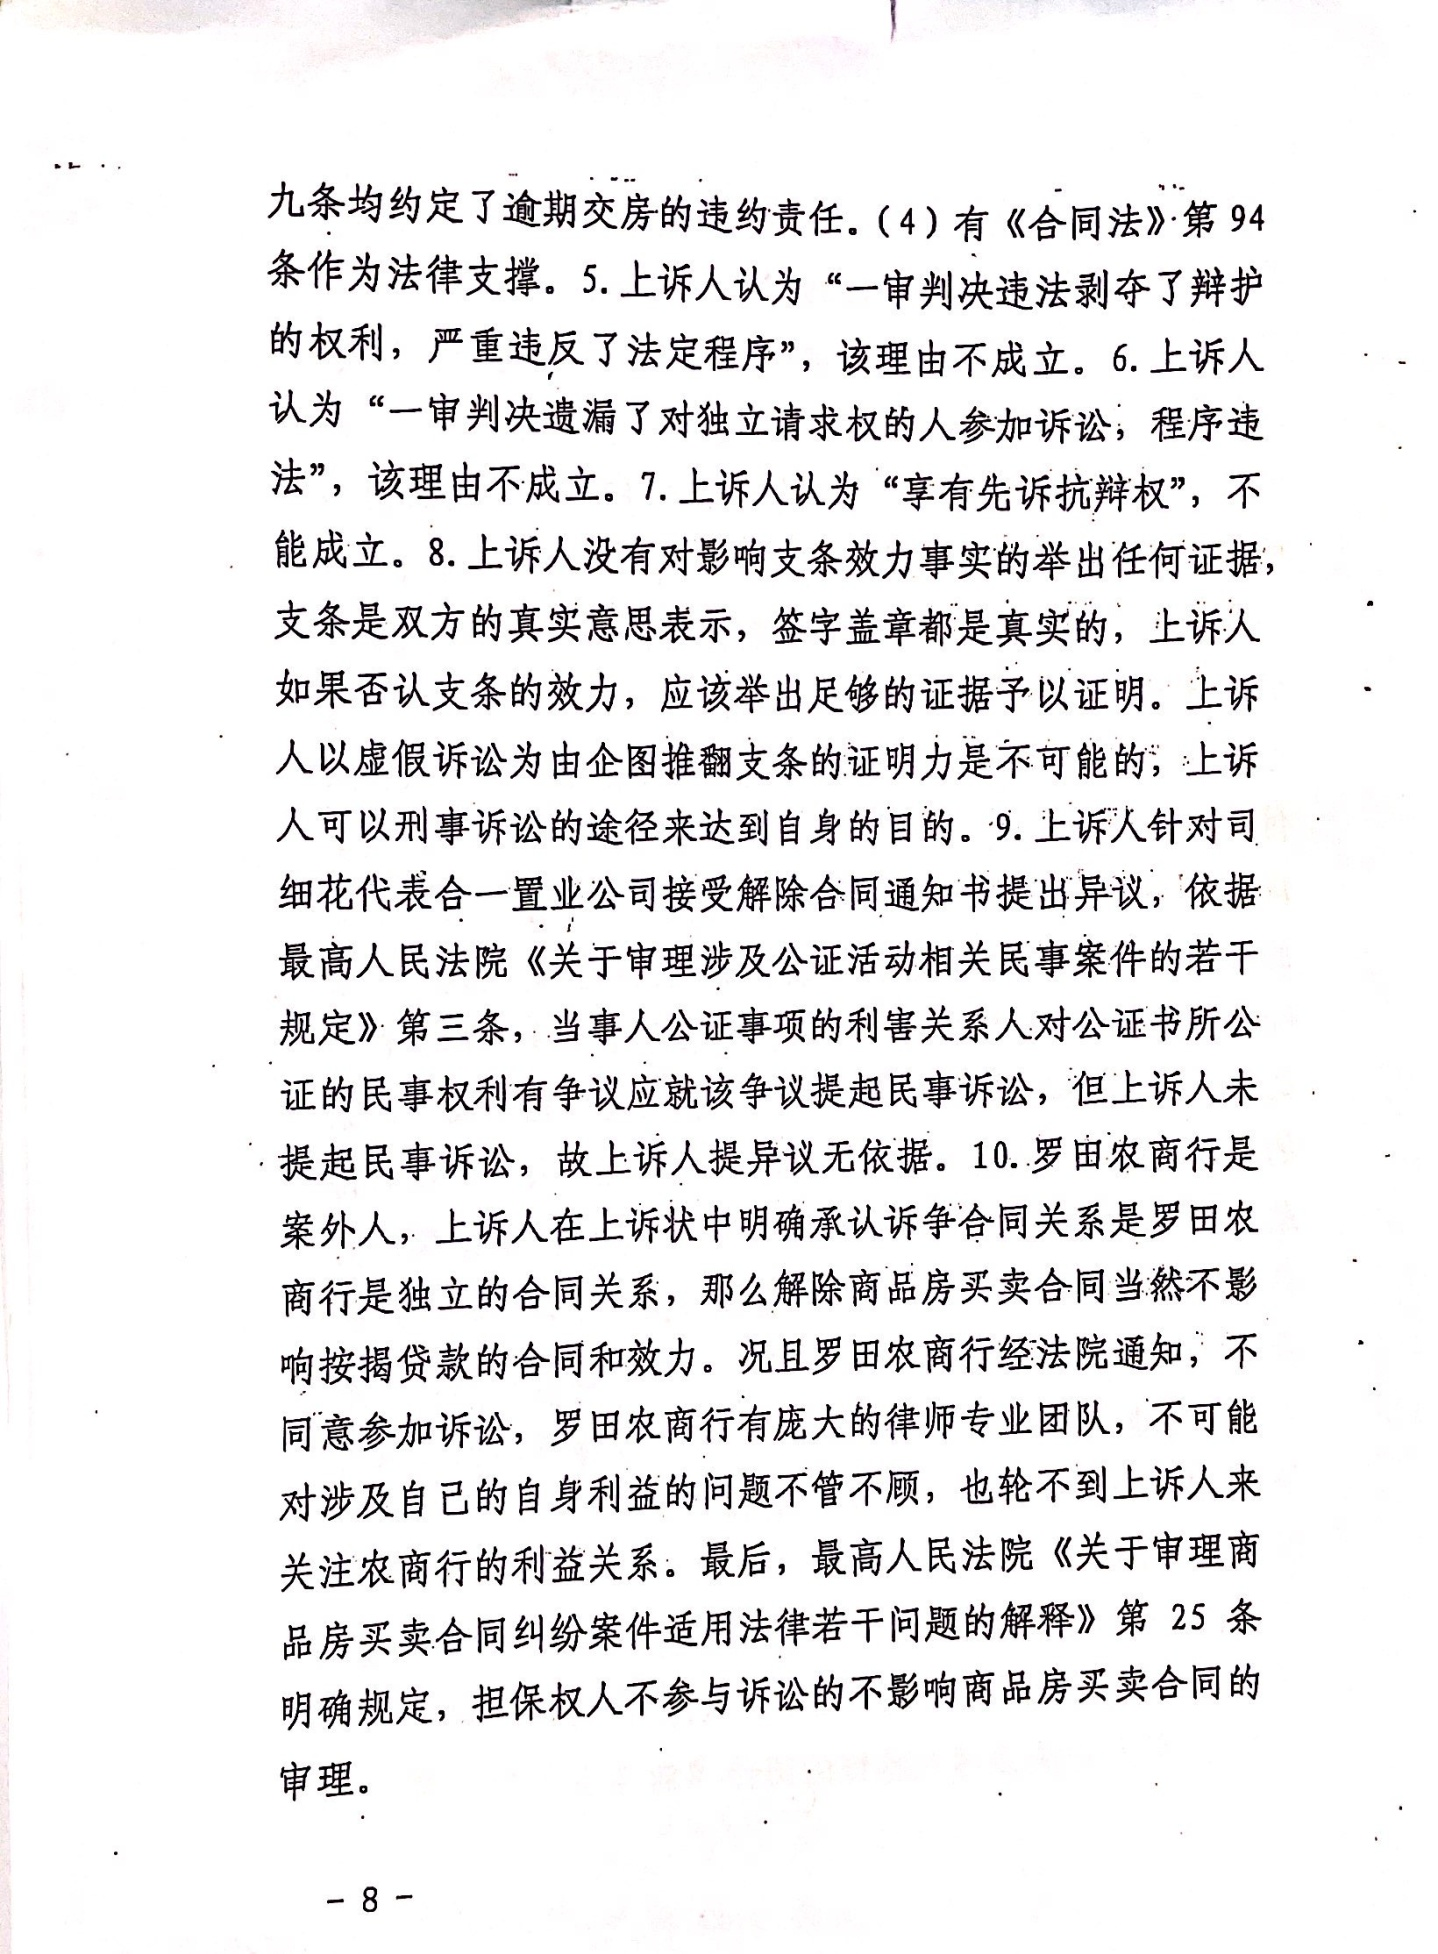 九条均约定了逾期交房的违约责任。(4)有《合同法》第94
条作为法律支撑。5.上诉人认为“一审判决违法剥夺了辩护
的权利，严重违反了法定程序”，该理由不成立。6.上诉人
认为“一审判决遗漏了对独立请求权的人参加诉讼，程序违
法”，该理由不成立。7.上诉人认为“享有先诉抗辩权”，不
能成立。8.上诉人没有对影响支条效力事实的举出任何证据，
支条是双方的真实意思表示，签字盖章都是真实的，上诉人
如果否认支条的效力，应该举出足够的证据予以证明。上诉
人以虚假诉讼为由企图推翻支条的证明力是不可能的，上诉
人可以刑事诉讼的途径来达到自身的目的。9.上诉人针对司
细花代表合一置业公司接受解除合同通知书提出异议，依据
最高人民法院《关于审理涉及公证活动相关民事案件的若干
规定》第三条，当事人公证事项的利害关系人对公证书所公
证的民事权利有争议应就该争议提起民事诉讼，但上诉人未
提起民事诉讼，故上诉人提异议无依据。10.罗田农商行是
案外人，上诉人在上诉状中明确承认诉争合同关系是罗田农
商行是独立的合同关系，那么解除商品房买卖合同当然不影
响按揭贷款的合同和效力。况且罗田农商行经法院通知，不
同意参加诉讼，罗田农商行有庞大的律师专业团队，不可能
对涉及自己的自身利益的问题不管不顾，也轮不到上诉人来
关注农商行的利益关系。最后，最高人民法院《关于审理商
品房买卖合同纠纷案件适用法律若干问题的解释》第 25 条
明确规定，担保权人不参与诉讼的不影响商品房买卖合同的
审理。
- 8 -